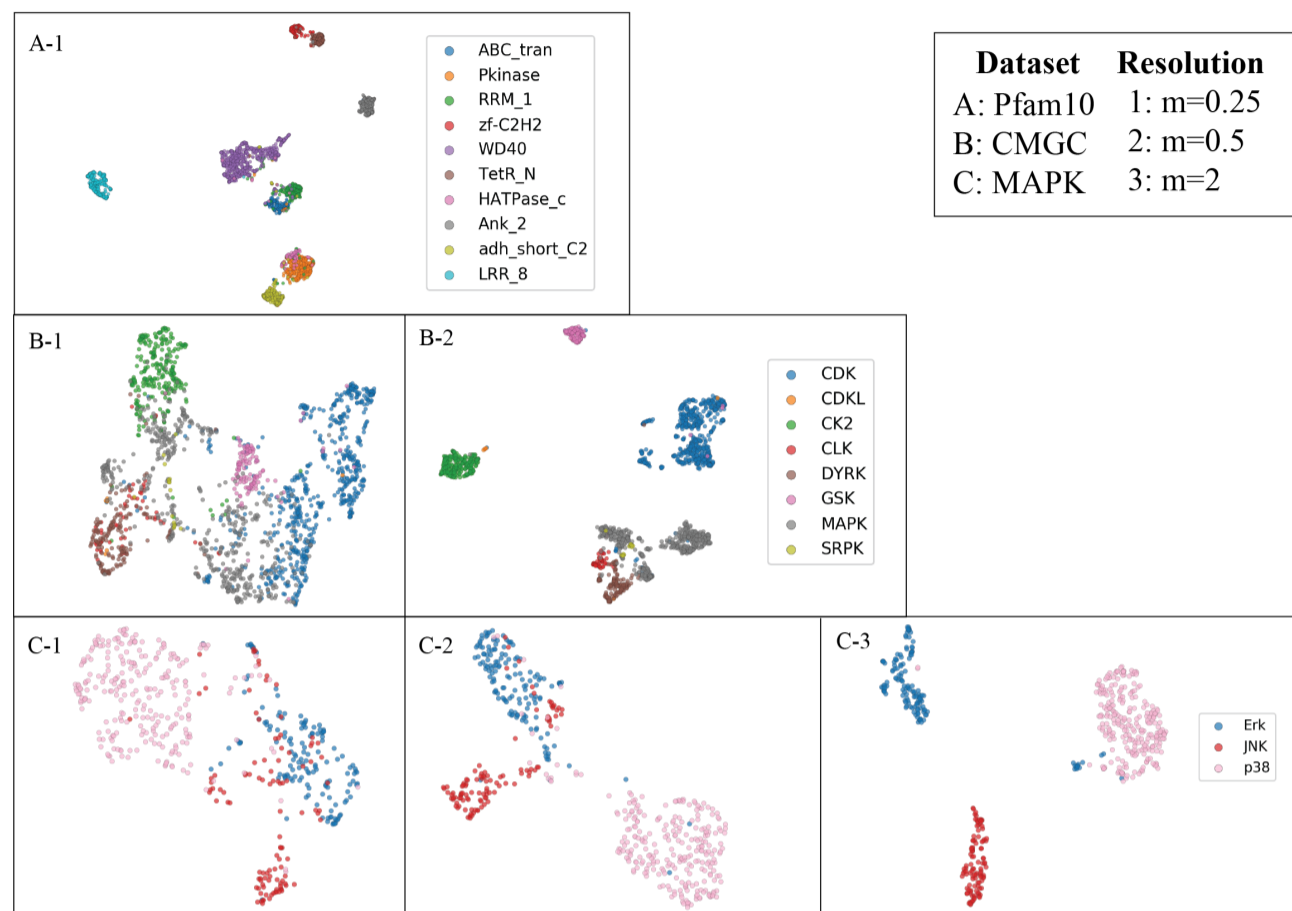 A-1
ABC_tran
Pkinase
RRM_1
zf-C2H2
WD40
TetR_N
HATPase_c
Ank_2
adh_short_C2
LRR_8
Dataset Resolution
A: Pfam10 1: m=0.25
B: CMGC 2: m=0.5
C: MAPK 3: m=2
B-1
B-2
CDK
CDKL
CK2
CLK
DYRK
GSK
MAPK
SRPK
C-1
C-2
C-3
Erk
JNK
p38